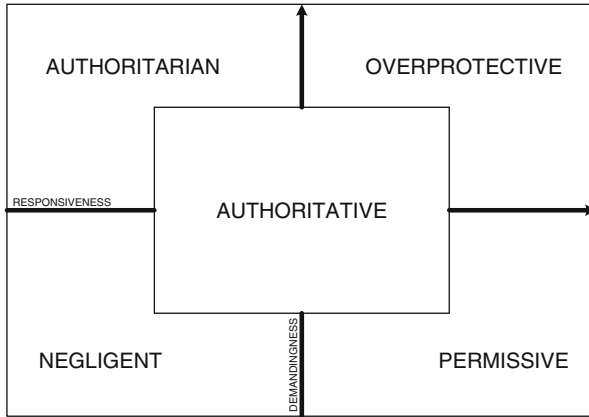 AUTHORITARIAN
OVERPROTECTIVE
RESPONSIVENESS
AUTHORITATIVE
NEGLIGENT
DEMANDINGNESS
PERMISSIVE